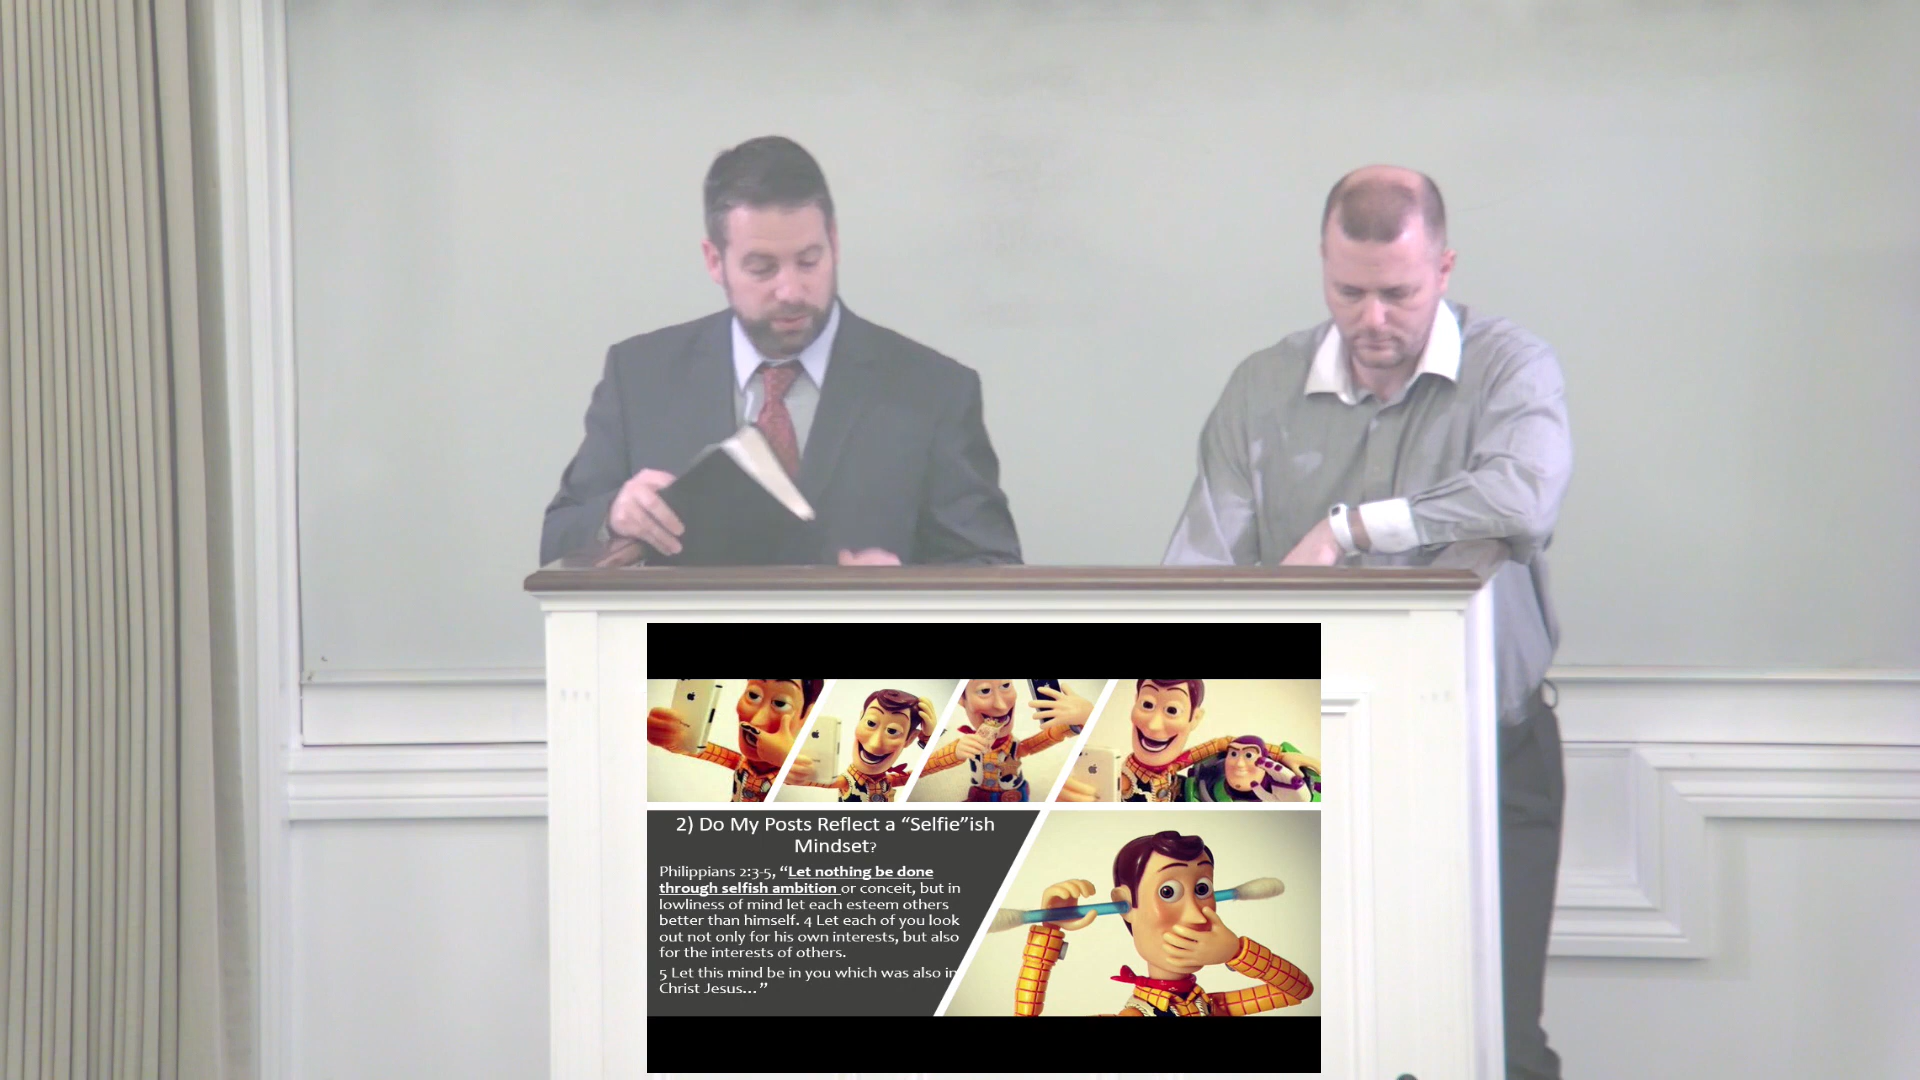 2) Do My Posts Reflect a “Selfie”ish
Mindset?
Philippians 2:3-5, “Let nothing be done
through selfish ambition or conceit, but in
lowliness of mind let each esteem others
better than himself. 4 Let each of you look
out not only for his own interests, but also
for the interests of others.
5 Let this mind be in you which was also in
Christ Jesus…”